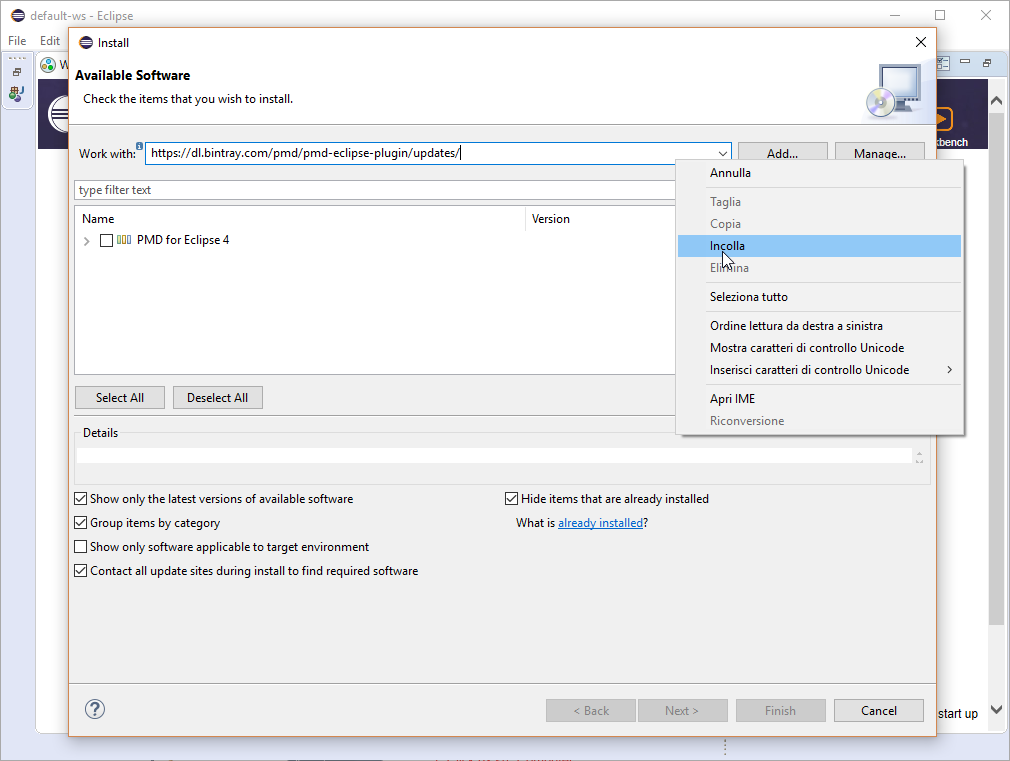 default-ws - Eclipse
File Edit
Install
Available Software
Check the items that you wish to install.
Work with: https://dl.bintray.com/pmd/pmd-eclipse-plugin/updates/ Add... Manage...
kbench
type filter text
Name Version
PMD for Eclipse 4
Annulla
Taglia
Copia
Incolla
Elimina
Seleziona tutto
Ordine lettura da destra a sinistra
Mostra caratteri di controllo Unicode
Inserisci caratteri di controllo Unicode
Apri IME
Riconversione
Select All Deselect All
Details
Show only the latest versions of available software
Hide items that are already installed
Group items by category
What is already installed?
Show only software applicable to target environment
Contact all update sites during install to find required software
< Back Next > Finish Cancel
start up